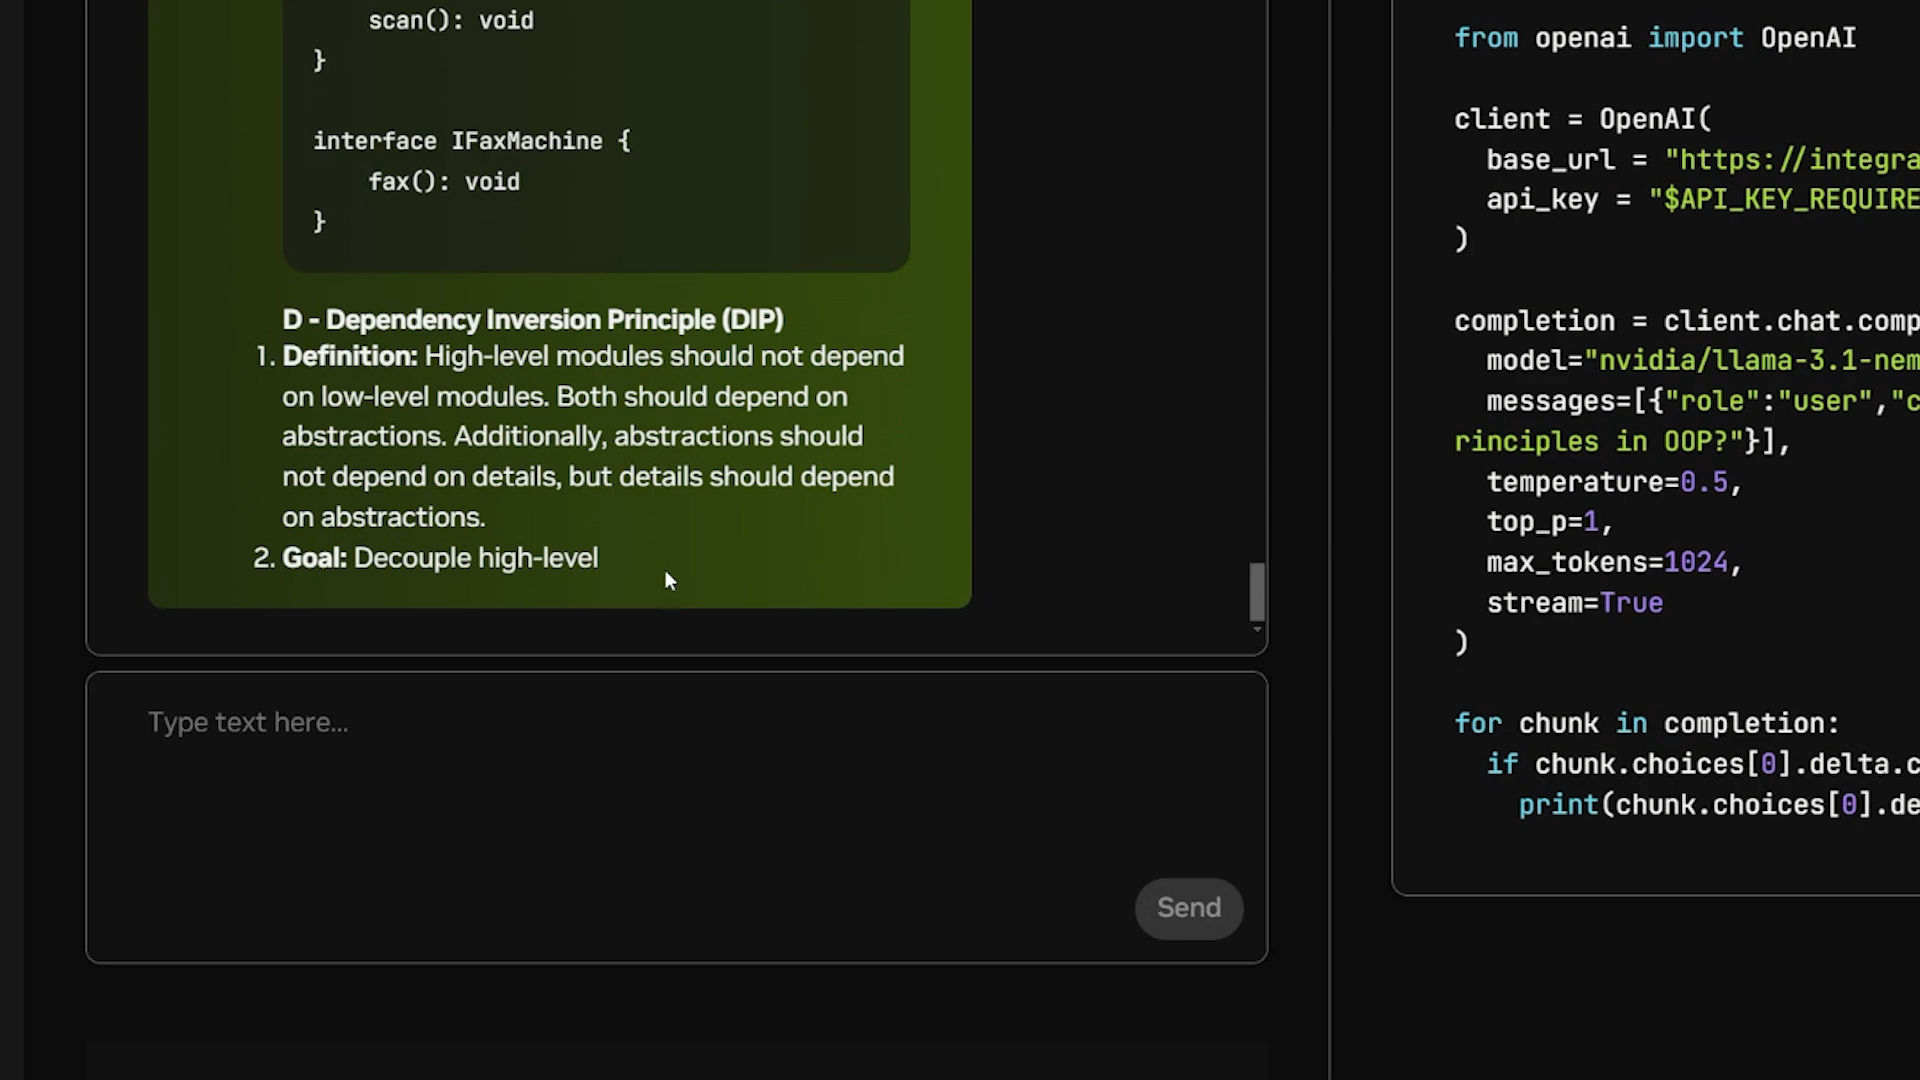 scan(): void
}
interface IFaxMachine {
fax(): void
}
D - Dependency Inversion Principle (DIP)
1. Definition: High-level modules should not depend
on low-level modules. Both should depend on
abstractions. Additionally, abstractions should
not depend on details, but details should depend
on abstractions.
2. Goal: Decouple high-level
Type text here...
Send
from openai import OpenAI
client = OpenAI(
base_url = "https://integra
api_key = "$API_KEY_REQUIRE
)
completion = client.chat.comp
model="nvidia/llama-3.1-nem
messages=[{"role":"user","c
rinciples in OOP?"}],
temperature=0.5,
top_p=1,
max_tokens=1024,
stream=True
)
for chunk in completion:
if chunk.choices[0].delta.c
print(chunk.choices[0].de